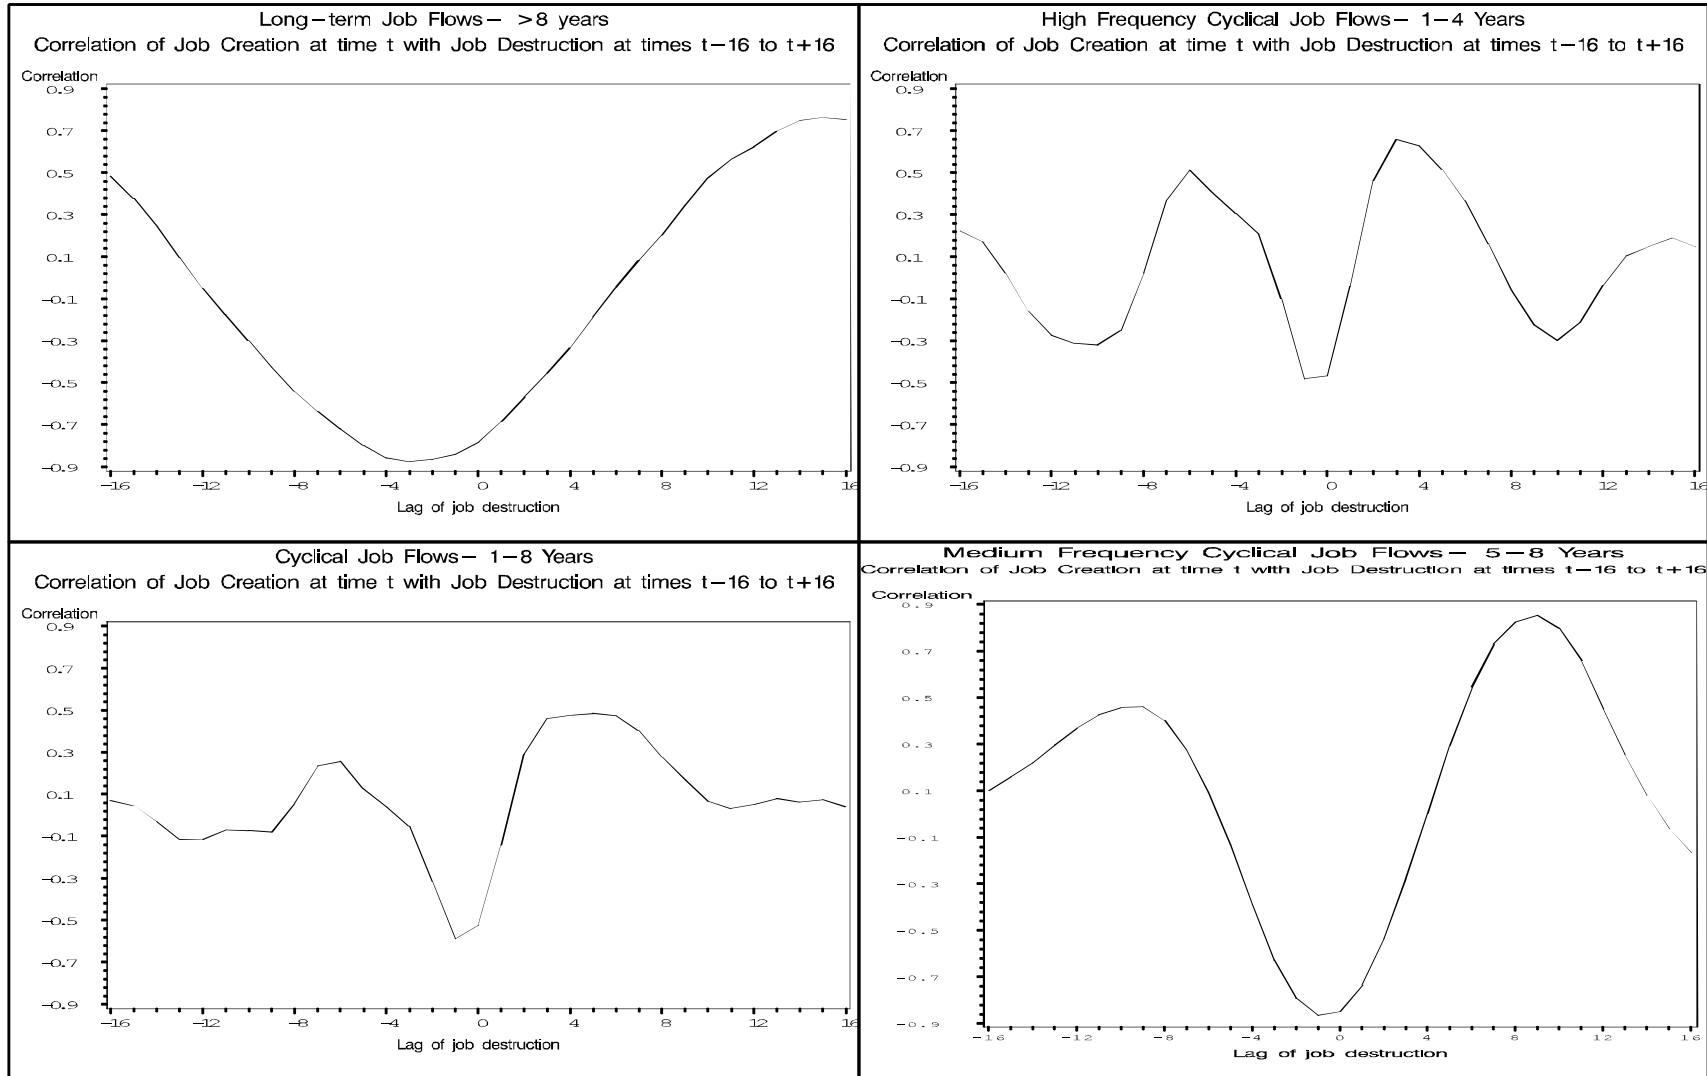 Long-term Job Flows- >8 years
Correlation of Job Creation at time t with Job Destruction at times t-16 to t+16
Correlation
0.9
0.7
0.5
0.3
0.1
-0.1
-0.3
-0.5
-0.7
-0.9
-16 -12 -8 -4 0 4 8 12 16
Lag of job destruction
High Frequency Cyclical Job Flows- 1-4 Years
Correlation of Job Creation at time t with Job Destruction at times t-16 to t+16
Correlation
0.9
0.7
0.5
0.3
0.1
-0.1
-0.3
-0.5
-0.7
-0.9
-16 -12 -8 -4 0 4 8 12 16
Lag of job destruction
Cyclical Job Flows- 1-8 Years
Correlation of Job Creation at time t with Job Destruction at times t-16 to t+16
Correlation
0.9
0.7
0.5
0.3
0.1
-0.1
-0.3
-0.5
-0.7
-0.9
-16 -12 -8 -4 0 4 8 12 16
Lag of job destruction
Medium Frequency Cyclical Job Flows- 5-8 Years
Correlation of Job Creation at time t with Job Destruction at times t-16 to t+16
Correlation
0.9
0.7
0.5
0.3
0.1
-0.1
-0.3
-0.5
-0.7
-0.9
-16 -12 -8 -4 0 4 8 12 16
Lag of job destruction